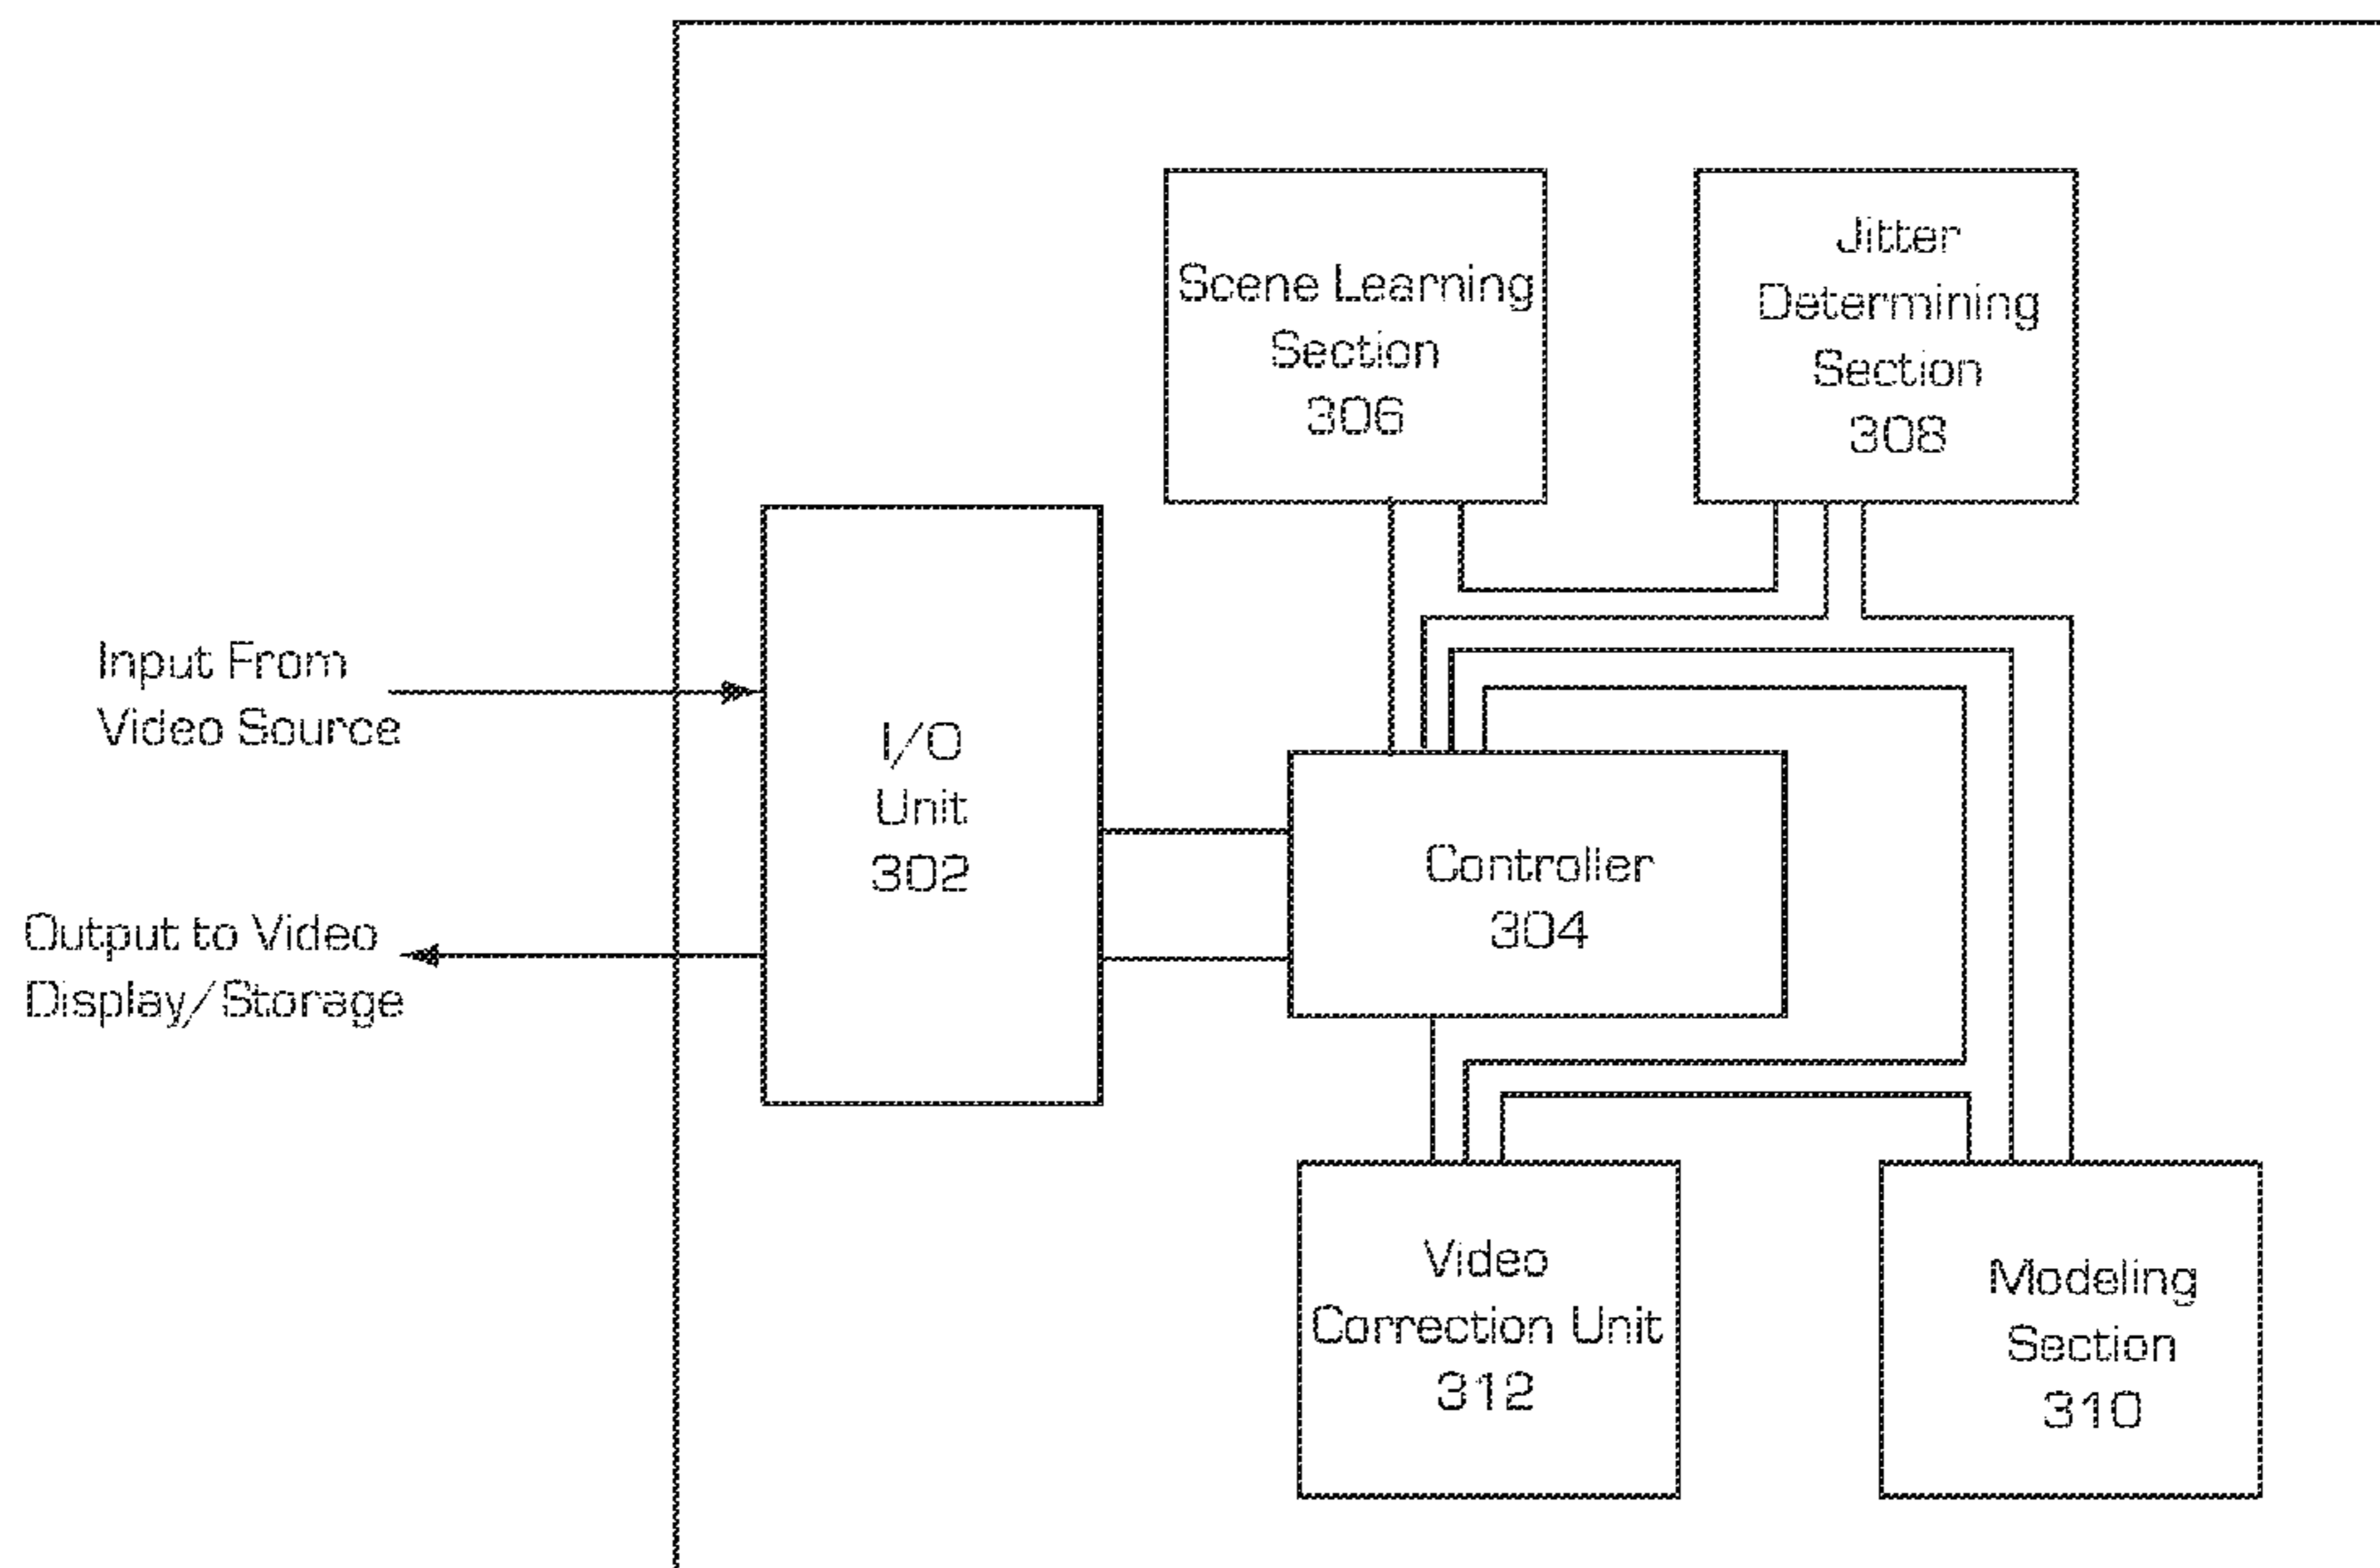 Scene Learning
Section
306
Jitter
Determining
Section
308
Input From
Video Source
I/O
Unit
302
Output to Video
Display/Storage
Controller
304
Video
Correction Unit
312
Modeling
Section
310